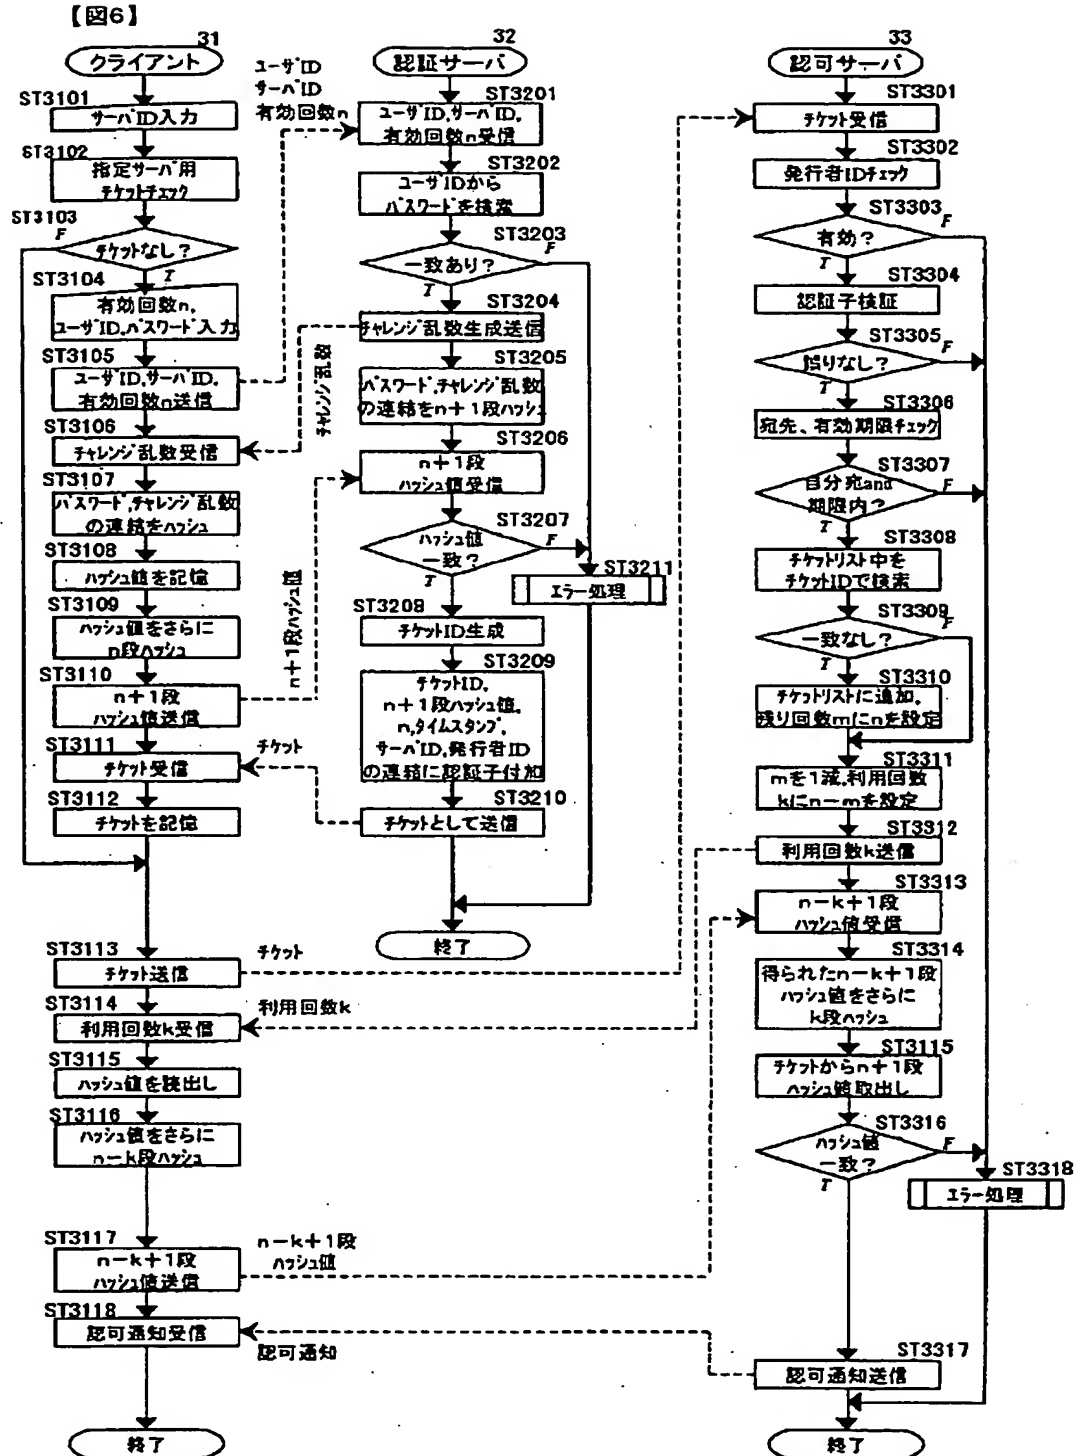 【図6】
31
クライアント
ST3101
サーバID入力
ST3102
指定サーバ用
チケットチェック
ST3103
F
チケットなし?
T
ST3104
有効回数n,
ユーザID,パスワード入力
ST3105
ユーザID,サーバID,
有効回数n送信
ST3106
チャレンジ乱数受信
ST3107
パスワード,チャレンジ乱数
の連結をハッシュ
ST3108
ハッシュ値を記憶
ST3109
ハッシュ値をさらに
n段ハッシュ
ST3110
n+1段
ハッシュ値送信
ST3111
チケット受信
ST3112
チケットを記憶
ST3113
チケット送信
ST3114
利用回数k受信
ST3115
ハッシュ値を読出し
ST3116
ハッシュ値をさらに
n-k段ハッシュ
ST3117
n-k+1段
ハッシュ値送信
ST3118
認可通知受信
終了
ユーザID
サーバID
有効回数n
チャレンジ乱数
n+1段ハッシュ値
チケット
チケット
利用回数k
n-k+1段
ハッシュ値
認可通知
32
認証サーバ
ST3201
ユーザID,サーバID,
有効回数n受信
ST3202
ユーザIDから
パスワードを検索
ST3203
一致あり?
F
T
ST3204
チャレンジ乱数生成送信
ST3205
パスワード,チャレンジ乱数
の連結をn+1段ハッシュ
ST3206
n+1段
ハッシュ値受信
ST3207
ハッシュ値
一致?
F
T
ST3211
エラー処理
ST3208
チケットID生成
ST3209
チケットID,
n+1段ハッシュ値,
n,タイムスタンプ,
サーバID,発行者ID
の連結に認証子付加
ST3210
チケットとして送信
終了
33
認可サーバ
ST3301
チケット受信
ST3302
発行者IDチェック
ST3303
有効?
F
T
ST3304
認証子検証
ST3305
誤りなし?
F
T
ST3306
宛先、有効期限チェック
ST3307
自分宛and
期限内?
F
T
ST3308
チケットリスト中を
チケットIDで検索
ST3309
一致なし?
F
T
ST3310
チケットリストに追加,
残り回数mにnを設定
ST3311
mを1減,利用回数
kにn-mを設定
ST3312
利用回数k送信
ST3313
n-k+1段
ハッシュ値受信
ST3314
得られたn-k+1段
ハッシュ値をさらに
k段ハッシュ
ST3115
チケットからn+1段
ハッシュ値取出し
ST3316
ハッシュ値
一致?
F
T
ST3318
エラー処理
ST3317
認可通知送信
終了